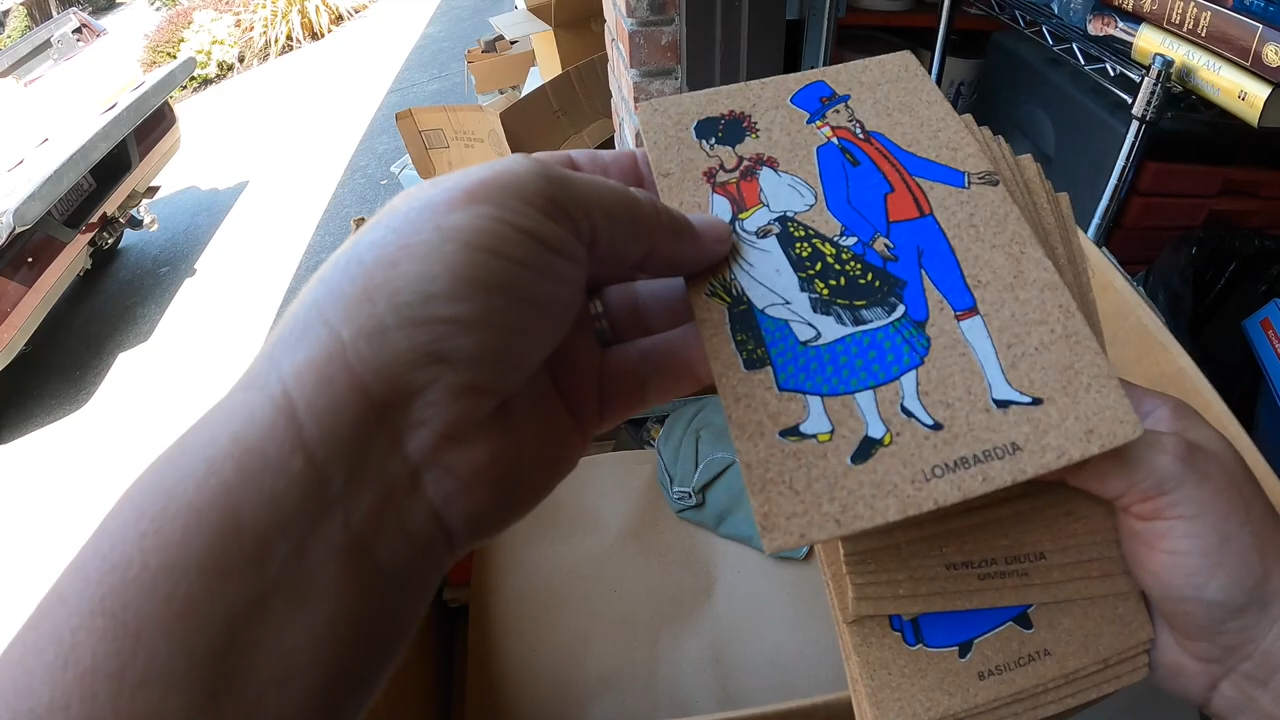 JUST AS I AM
LOMBARDIA
VENEZIA GIULIA
UMBRIA
BASILICATA